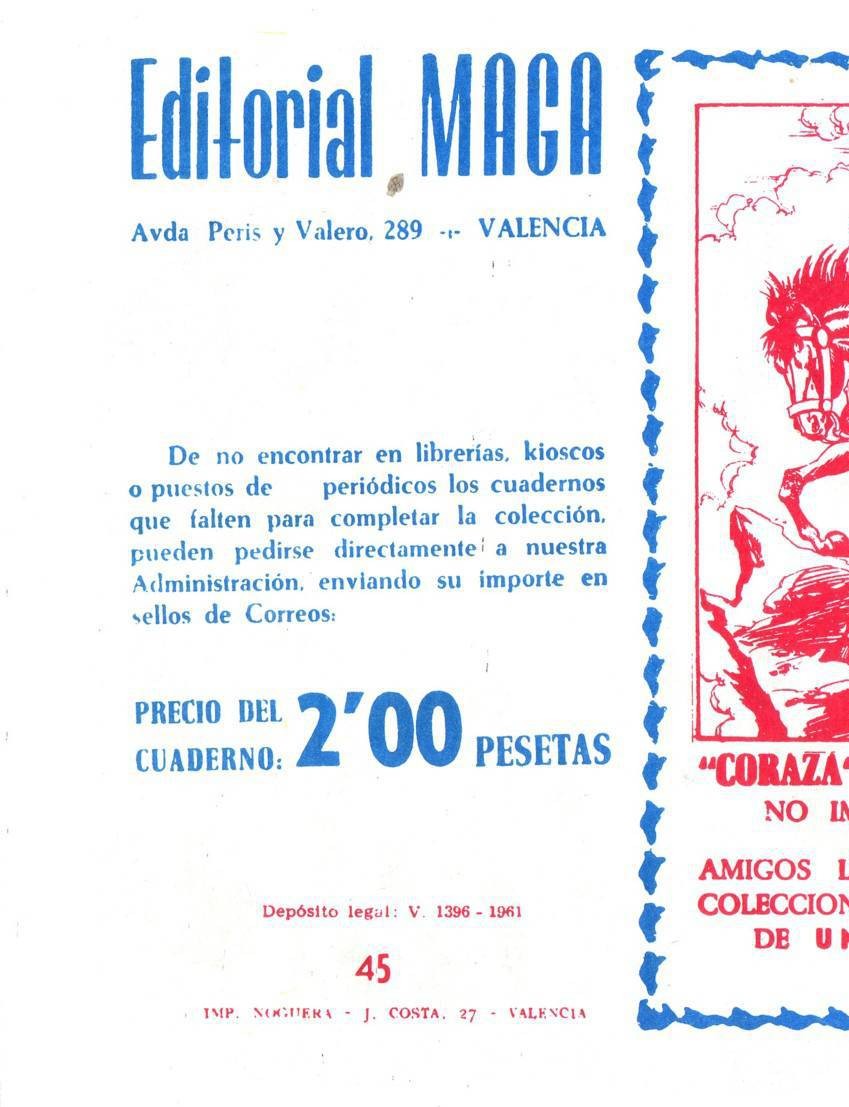 Editorial MAGA
Avda Peris y Valero, 289 -:- VALENCIA
De no encontrar en librerías, kioscos
o puestos de periódicos los cuadernos
que falten para completar la colección,
pueden pedirse directamente a nuestra
Administración, enviando su importe en
sellos de Correos:
PRECIO DEL
CUADERNO: 2'00 PESETAS
Depósito legal: V. 1396 - 1961
45
IMP. NOGUERA - J. COSTA, 27 - VALENCIA
"CORAZA"
NO
AMIGOS
COLECCION
DE